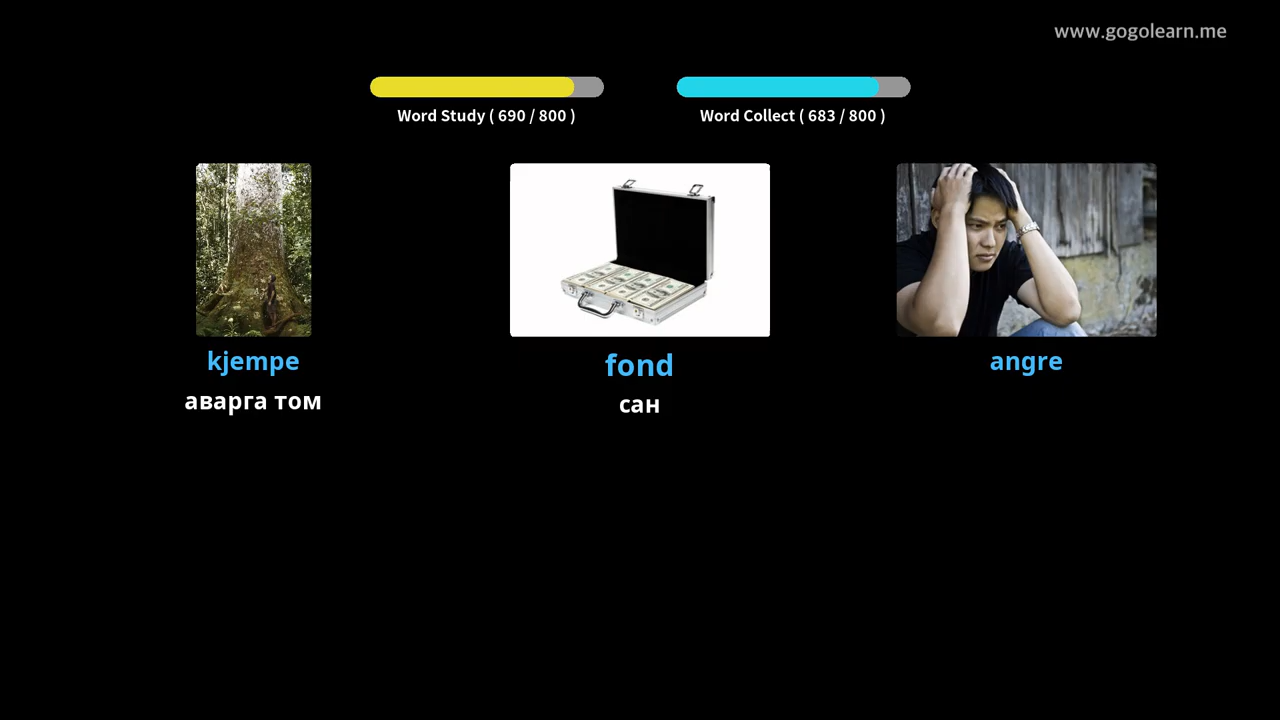 www.gogolearn.me
Word Study ( 690 / 800 )
Word Collect ( 683 / 800 )
kjempe
аварга том
fond
сан
angre